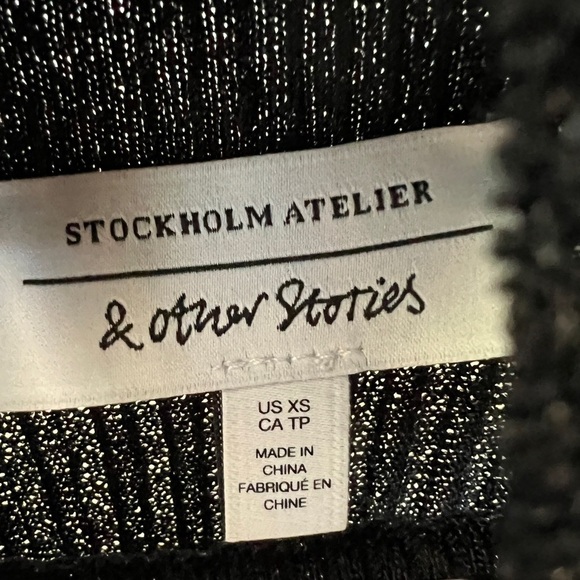 STOCKHOLM ATELIER
& other Stories
US XS
CA TP
MADE IN
CHINA
FABRIQUÉ EN
CHINE